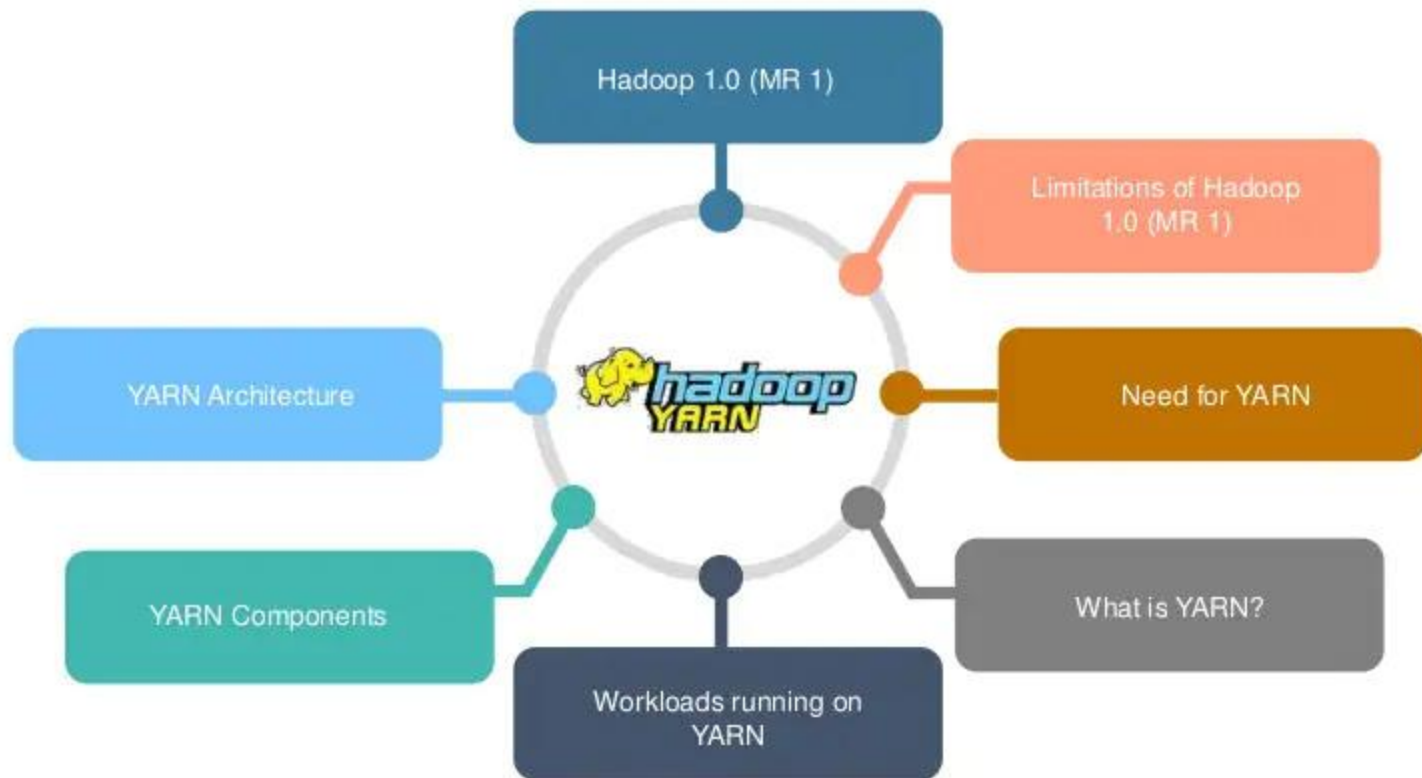 Hadoop 1.0 (MR 1)
Limitations of Hadoop
1.0 (MR 1)
Need for YARN
What is YARN?
Workloads running on
YARN
YARN Components
YARN Architecture
hadoop
YARN